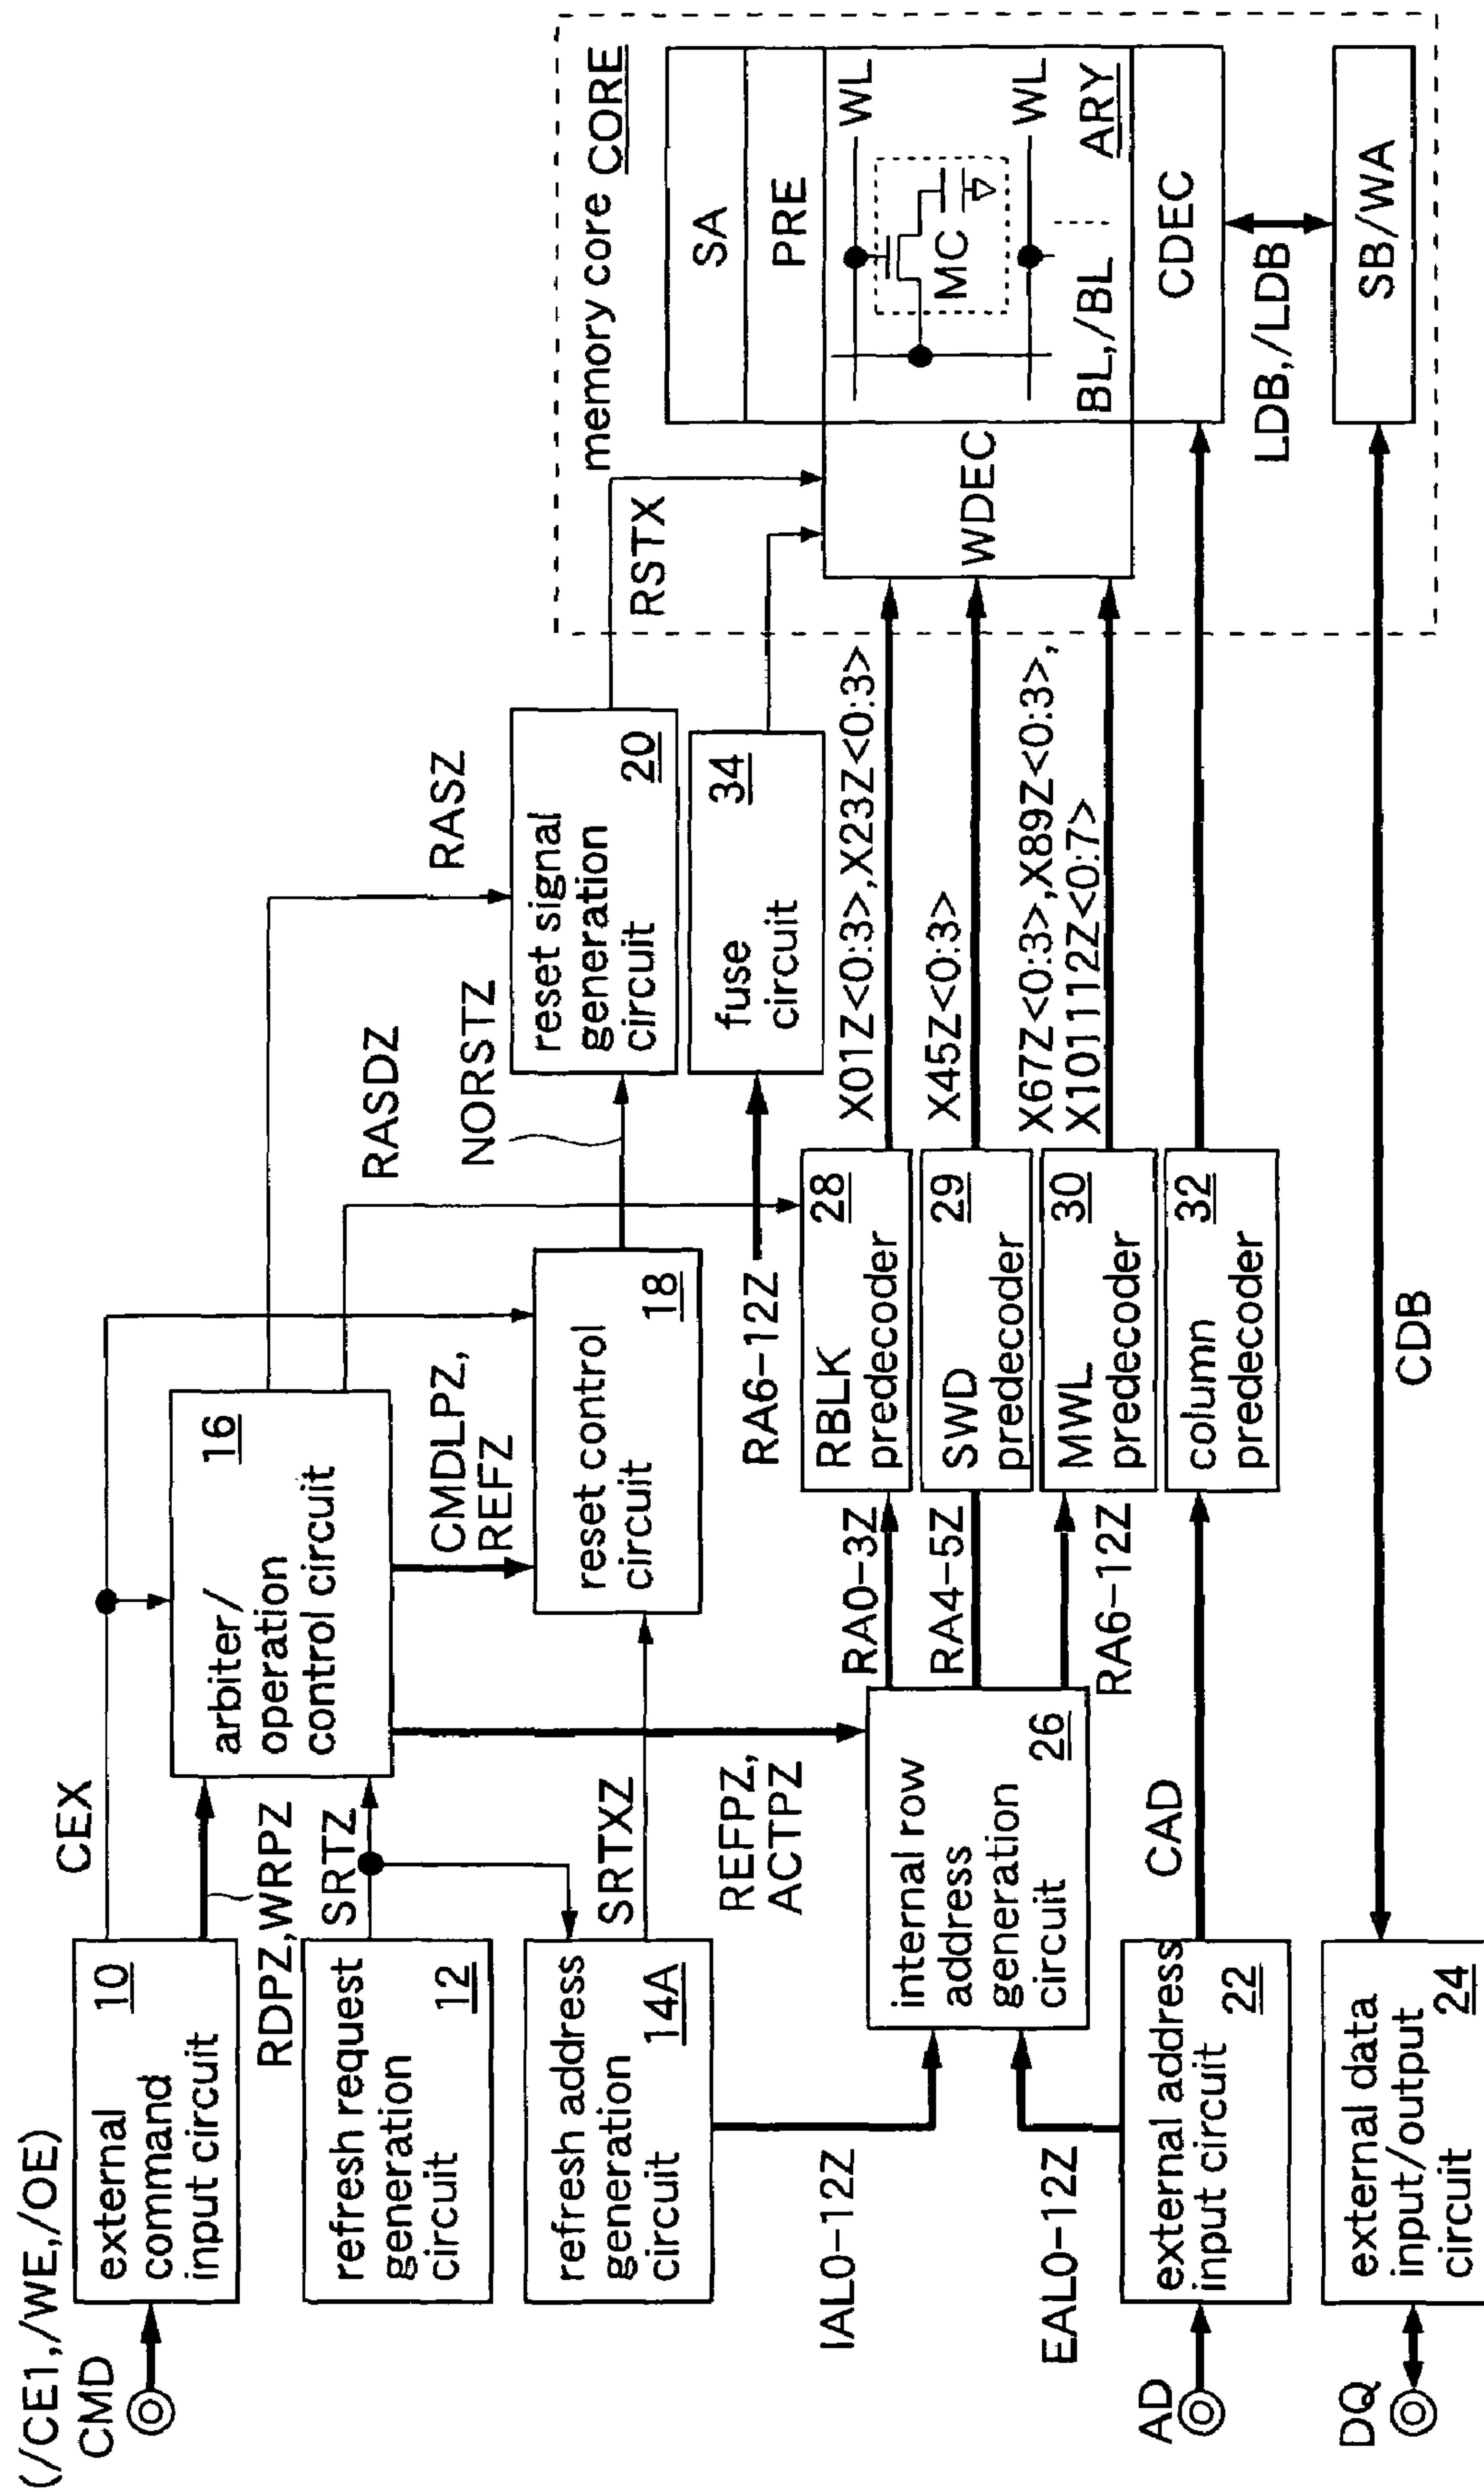 (/CE1,/WE,/OE)
CMD
external
command
input circuit
10
CEX
RDPZ,WRPZ
refresh request
generation
circuit
12
SRTZ
refresh address
generation
circuit
14A
SRTXZ
arbiter/
operation
control circuit
16
CMDLPZ,
REFZ
reset control
circuit
18
RASDZ
NORSTZ
RASZ
reset signal
generation
circuit
20
RSTX
RA6-12Z
fuse
circuit
34
REFPZ,
ACTPZ
IAL0-12Z
EAL0-12Z
internal row
address
generation
circuit
26
RA0-3Z
RA4-5Z
RA6-12Z
RBLK
predecoder
28
SWD
predecoder
29
MWL
predecoder
30
column
predecoder
32
X01Z<0:3>,X23Z<0:3>
X45Z<0:3>
X67Z<0:3>,X89Z<0:3>,
X101112Z<0:7>
AD
external address
input circuit
22
CAD
DQ
external data
input/output
circuit
24
CDB
memory core CORE
SA
PRE
WDEC
WL
MC
WL
BL,/BL
ARY
CDEC
LDB,/LDB
SB/WA